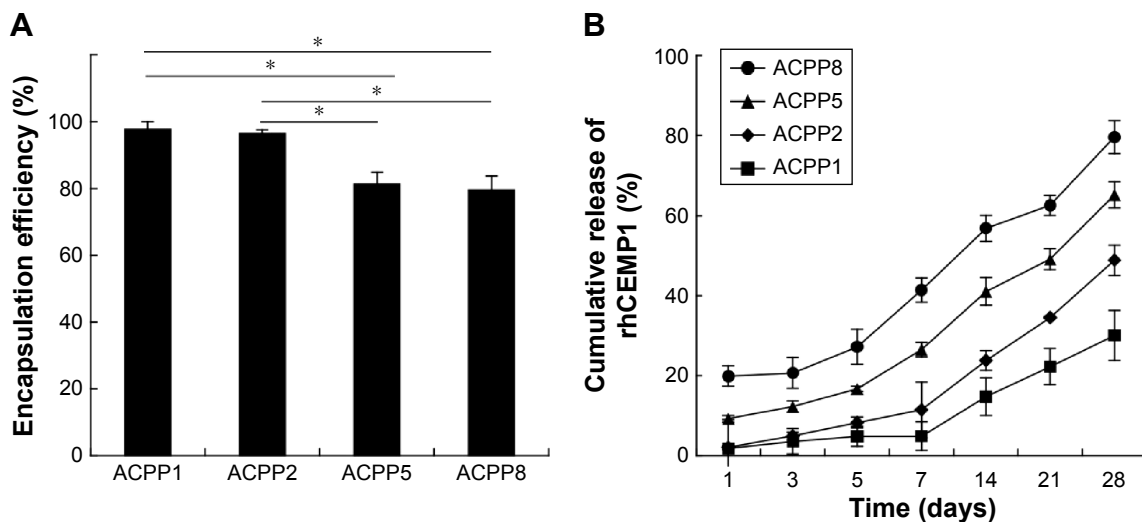 A
Encapsulation efficiency (%)
*
*
*
*
100
80
60
40
20
0
ACPP1 ACPP2 ACPP5 ACPP8
B
Cumulative release of
rhCEMP1 (%)
100
80
60
40
20
0
ACPP8
ACPP5
ACPP2
ACPP1
1 3 5 7 14 21 28
Time (days)